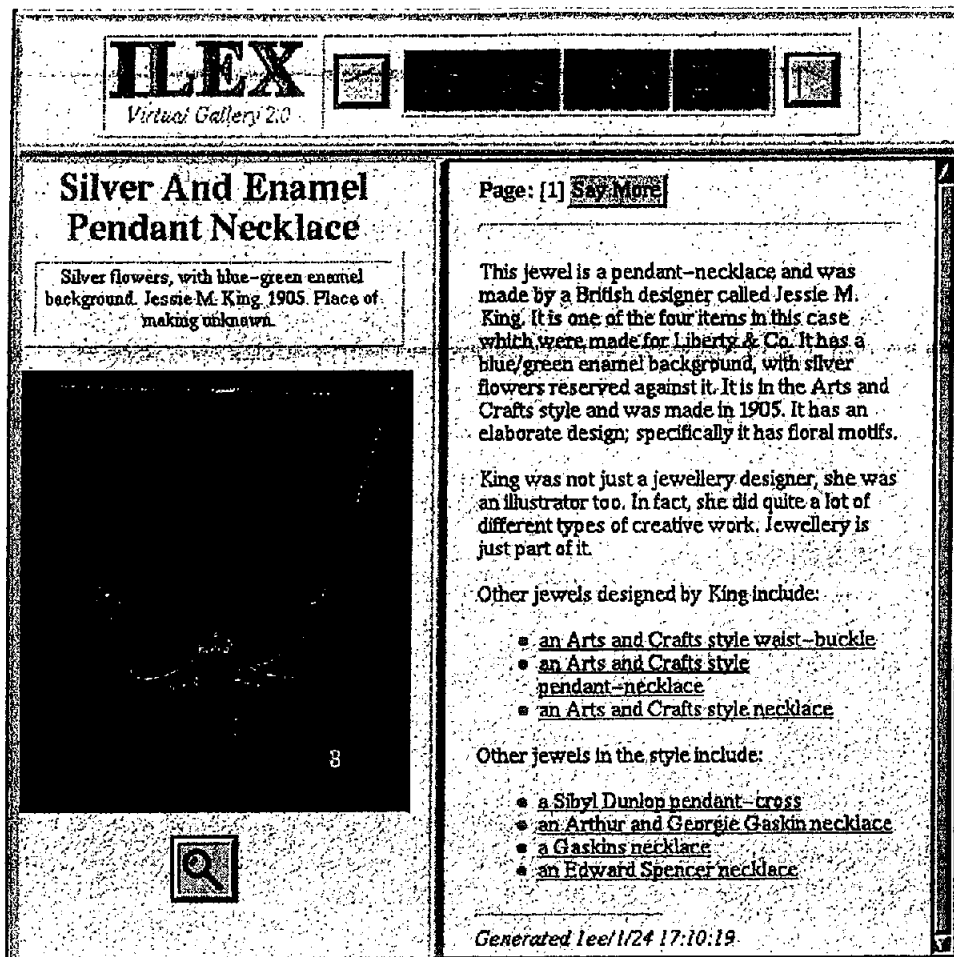 ILEX
Virtual Gallery 2.0
Silver And Enamel
Pendant Necklace
Silver flowers, with blue-green enamel
background. Jessie M. King. 1905. Place of
making unknown.
8
Page: [1] Say More
This jewel is a pendant-necklace and was
made by a British designer called Jessie M.
King. It is one of the four items in this case
which were made for Liberty & Co. It has a
blue/green enamel background, with silver
flowers reserved against it. It is in the Arts and
Crafts style and was made in 1905. It has an
elaborate design; specifically it has floral motifs.
King was not just a jewellery designer, she was
an illustrator too. In fact, she did quite a lot of
different types of creative work. Jewellery is
just part of it.
Other jewels designed by King include:
an Arts and Crafts style waist-buckle
an Arts and Crafts style
pendant-necklace
an Arts and Crafts style necklace
Other jewels in the style include:
a Sibyl Dunlop pendant-cross
an Arthur and Georgie Gaskin necklace
a Gaskins necklace
an Edward Spencer necklace
Generated 1ee/1/24 17:10:19